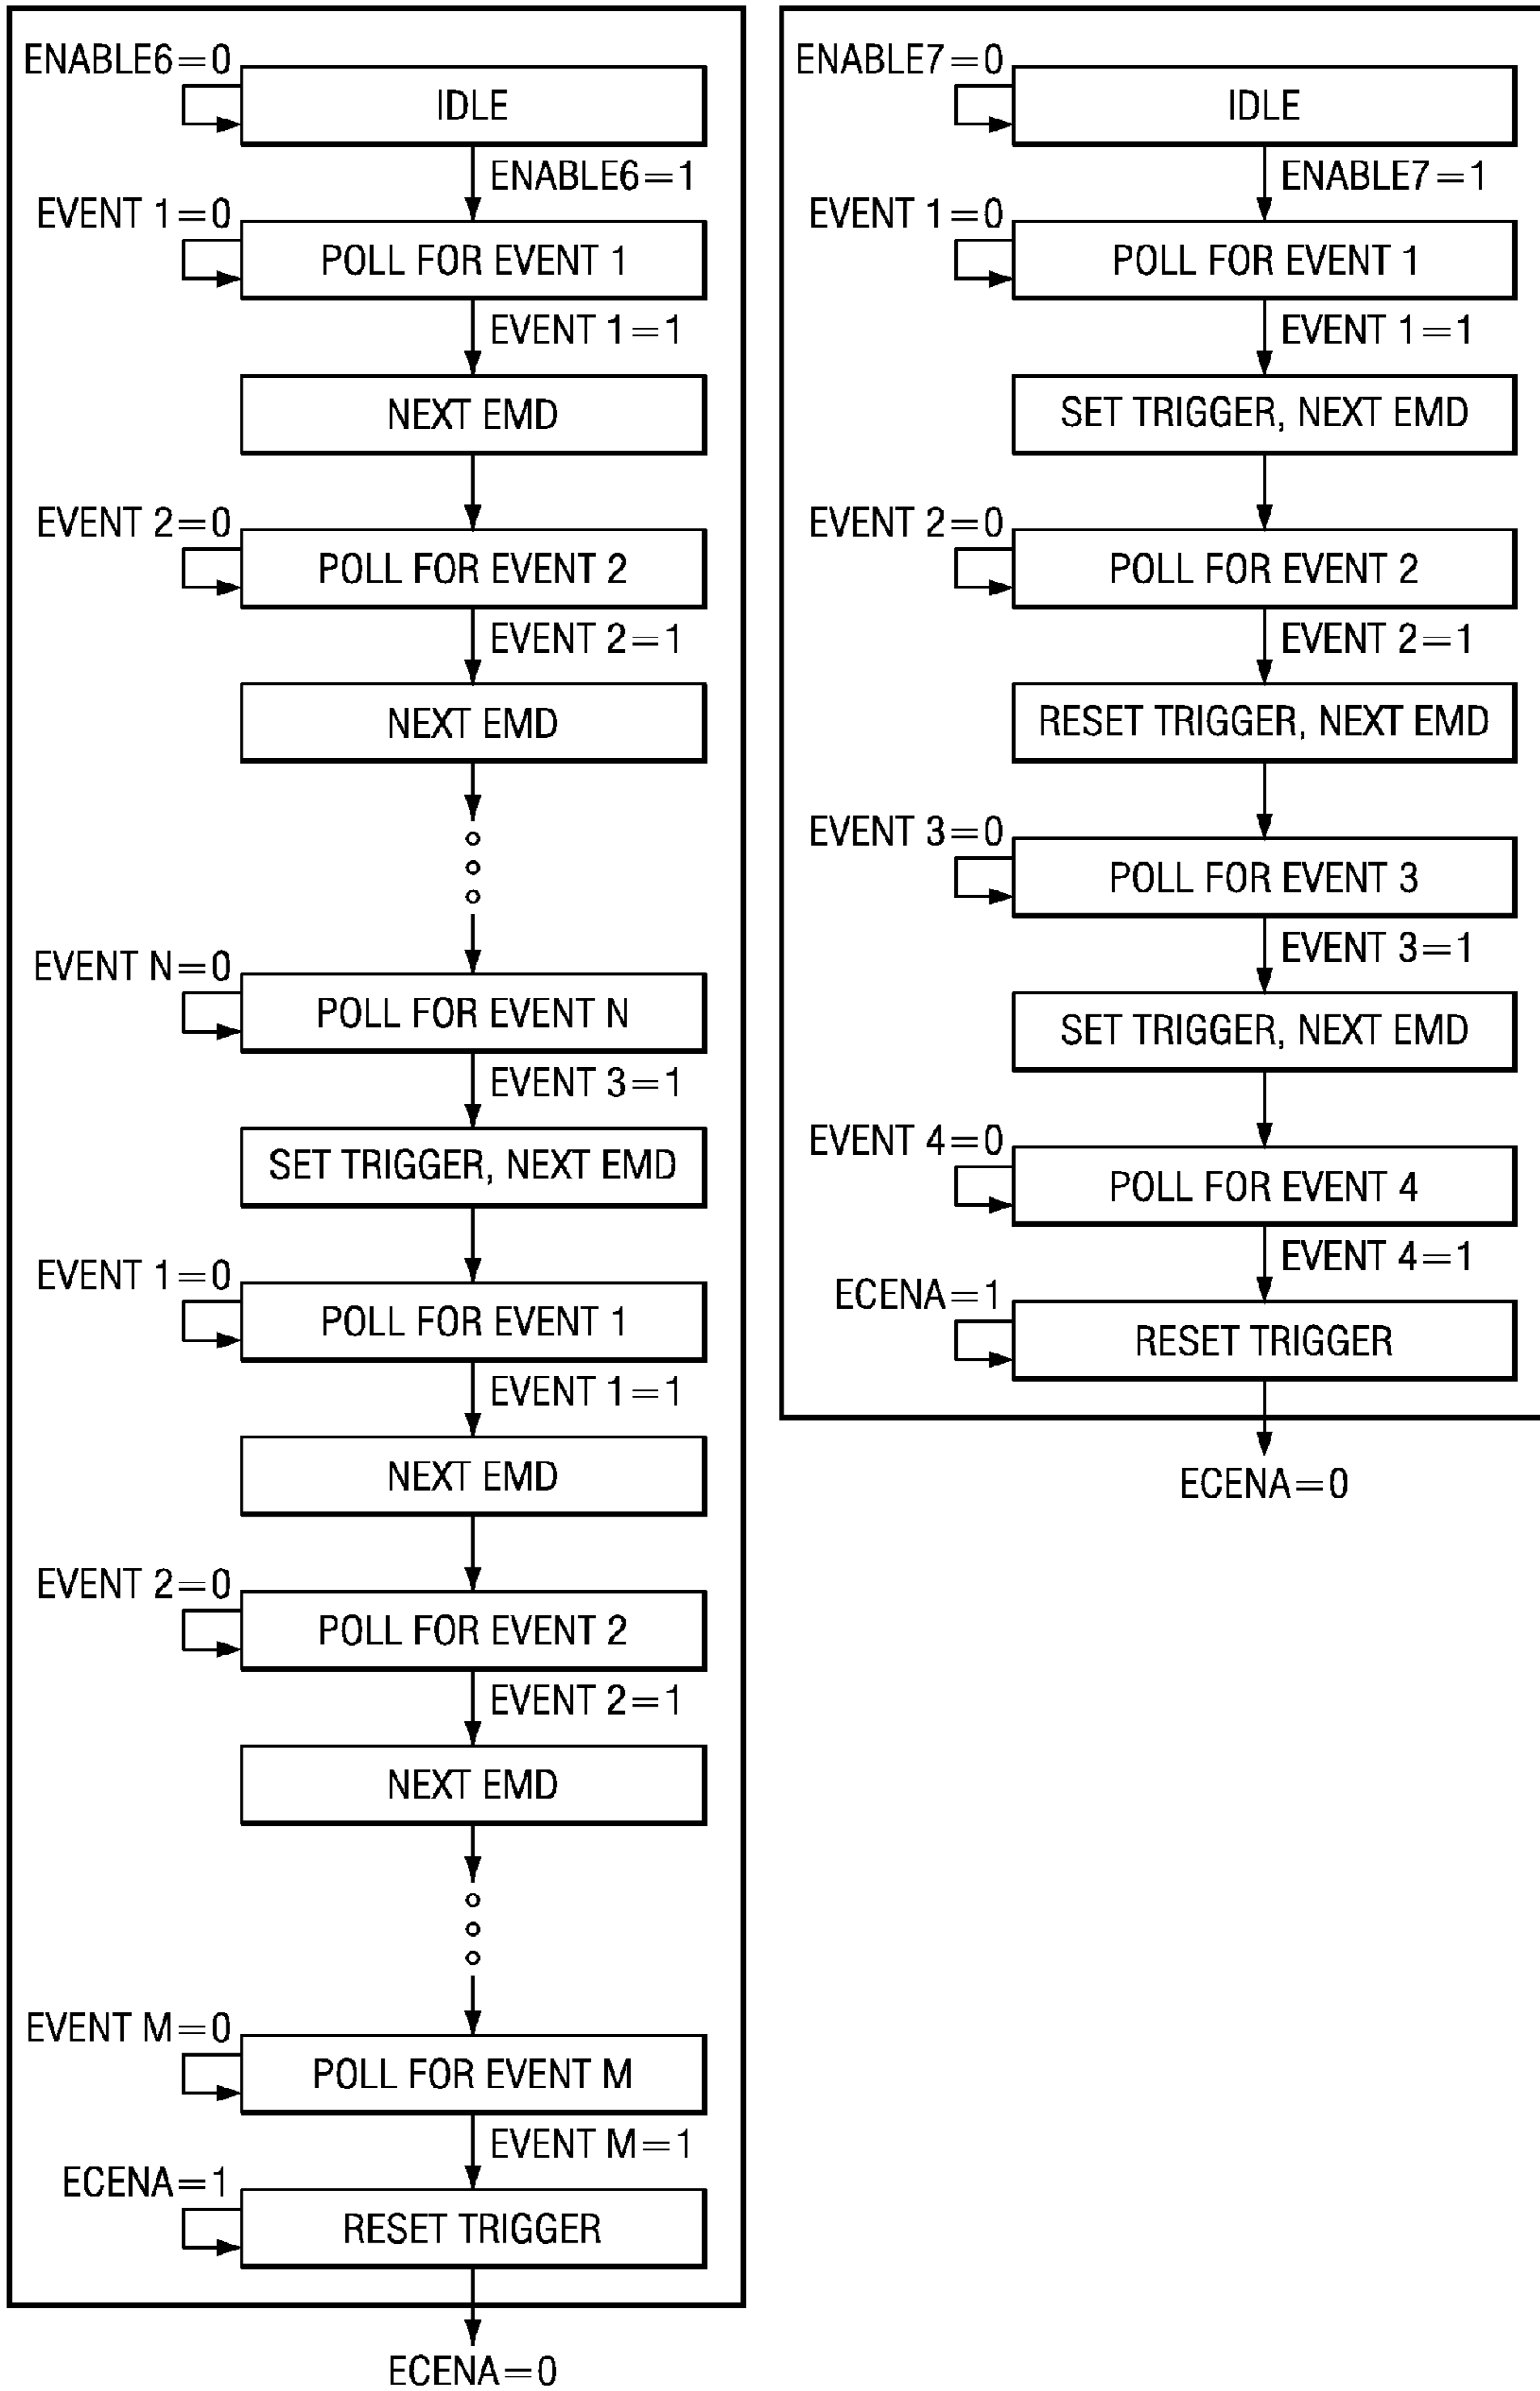 ENABLE6=0
IDLE
ENABLE6=1
EVENT 1=0
POLL FOR EVENT 1
EVENT 1=1
NEXT EMD
EVENT 2=0
POLL FOR EVENT 2
EVENT 2=1
NEXT EMD
EVENT N=0
POLL FOR EVENT N
EVENT 3=1
SET TRIGGER, NEXT EMD
EVENT 1=0
POLL FOR EVENT 1
EVENT 1=1
NEXT EMD
EVENT 2=0
POLL FOR EVENT 2
EVENT 2=1
NEXT EMD
EVENT M=0
POLL FOR EVENT M
EVENT M=1
ECENA=1
RESET TRIGGER
ECENA=0
ENABLE7=0
IDLE
ENABLE7=1
EVENT 1=0
POLL FOR EVENT 1
EVENT 1=1
SET TRIGGER, NEXT EMD
EVENT 2=0
POLL FOR EVENT 2
EVENT 2=1
RESET TRIGGER, NEXT EMD
EVENT 3=0
POLL FOR EVENT 3
EVENT 3=1
SET TRIGGER, NEXT EMD
EVENT 4=0
POLL FOR EVENT 4
EVENT 4=1
ECENA=1
RESET TRIGGER
ECENA=0